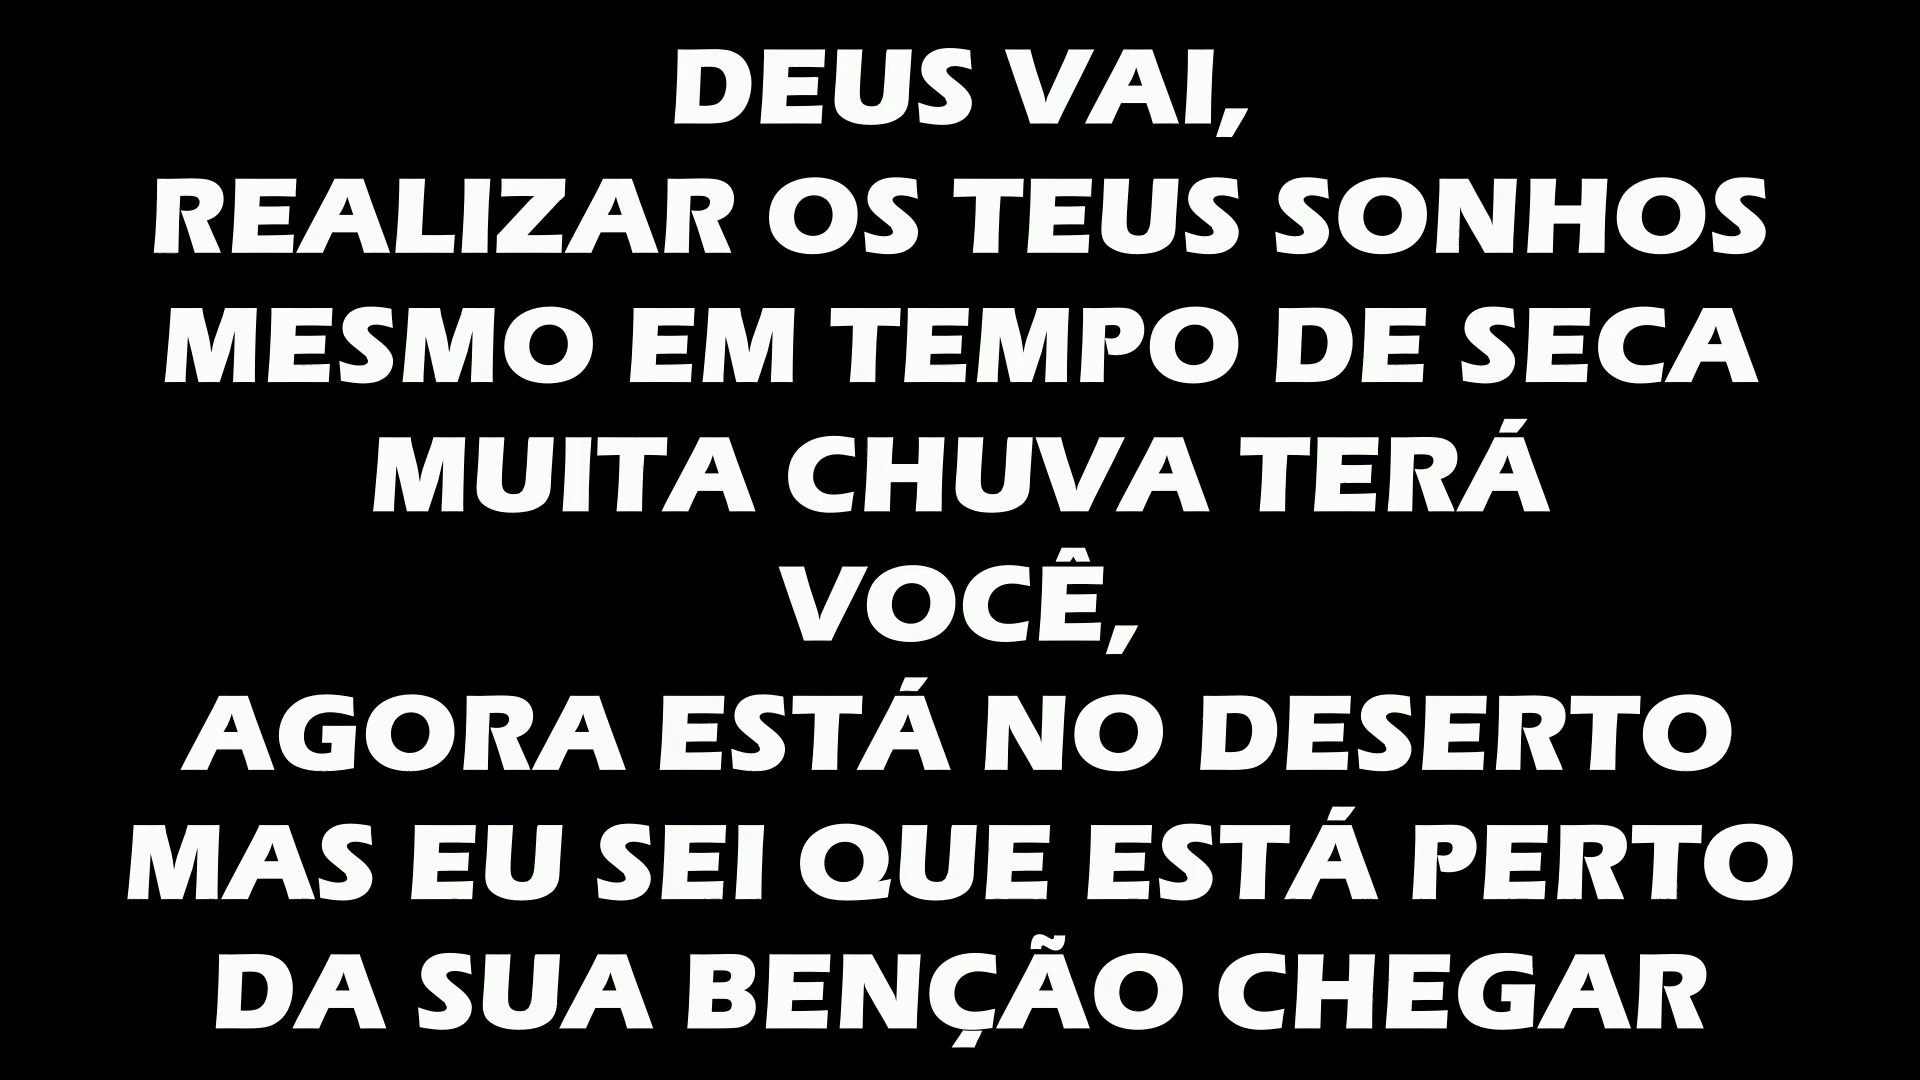 DEUS VAI,
REALIZAR OS TEUS SONHOS
MESMO EM TEMPO DE SECA
MUITA CHUVA TERÁ
VOCÊ,
AGORA ESTÁ NO DESERTO
MAS EU SEI QUE ESTÁ PERTO
DA SUA BENÇÃO CHEGAR